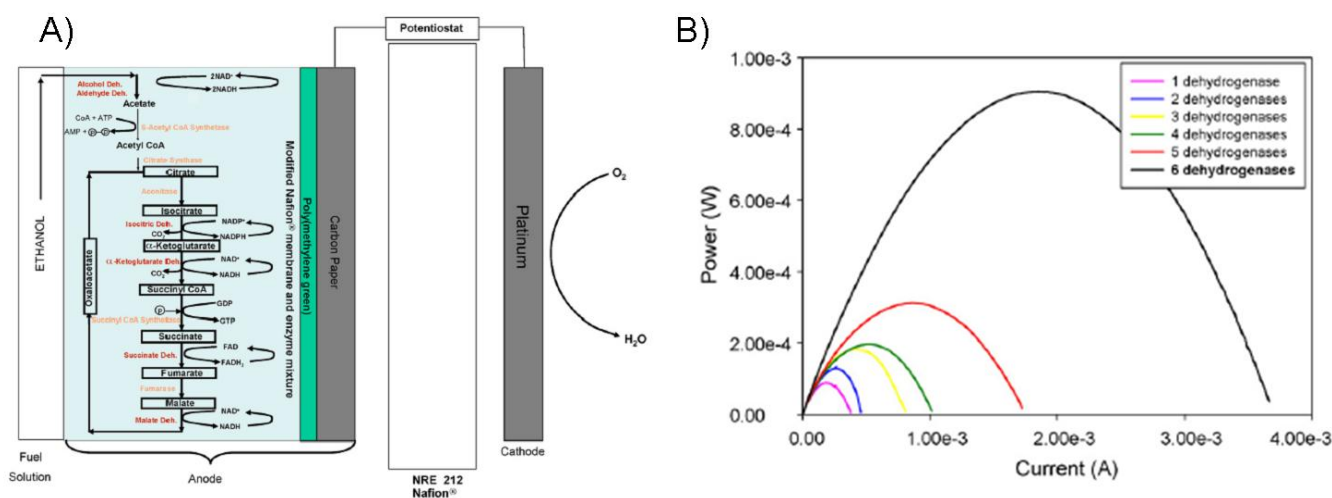 A)
Potentiostat
ETHANOL
Alcohol Deh.
Aldehyde Deh.
2NAD⁺
2NADH
Acetate
CoA + ATP
AMP + P–P
S-Acetyl CoA Synthetase
Acetyl CoA
Citrate Synthase
Citrate
Aconitase
Isocitrate
Isocitric Deh.
NADP⁺
NADPH
CO₂
α-Ketoglutarate
α-Ketoglutarate Deh.
NAD⁺
NADH
CO₂
Succinyl CoA
GDP
P
GTP
Succinyl CoA Synthetase
Succinate
Succinate Deh.
FAD
FADH₂
Fumarate
Fumarase
Malate
Malate Deh.
NAD⁺
NADH
Oxaloacetate
Modified Nafion® membrane and enzyme mixture
Poly(methylene green)
Carbon Paper
Platinum
O₂
H₂O
Fuel
Solution
Anode
NRE 212
Nafion®
Cathode
B)
Power (W)
1.00e-3
8.00e-4
6.00e-4
4.00e-4
2.00e-4
0.00
0.00 1.00e-3 2.00e-3 3.00e-3 4.00e-3
Current (A)
1 dehydrogenase
2 dehydrogenases
3 dehydrogenases
4 dehydrogenases
5 dehydrogenases
6 dehydrogenases